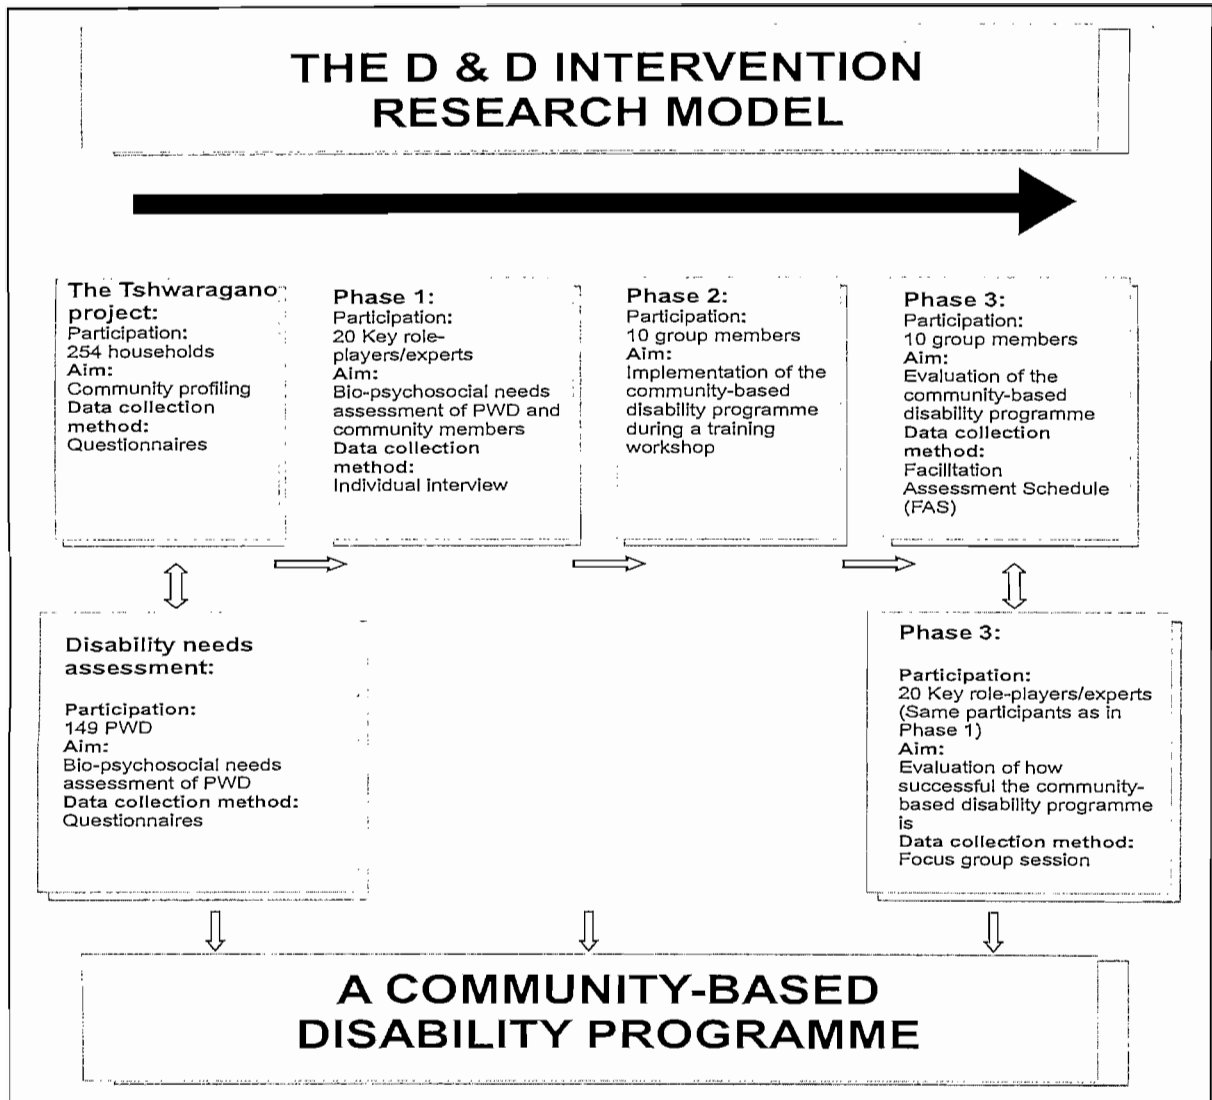 THE D & D INTERVENTION
RESEARCH MODEL
The Tshwaragano
project:
Participation:
254 households
Aim:
Community profiling
Data collection
method:
Questionnaires
Phase 1:
Participation:
20 Key role-
players/experts
Aim:
Bio-psychosocial needs
assessment of PWD and
community members
Data collection
method:
Individual interview
Phase 2:
Participation:
10 group members
Aim:
Implementation of the
community-based
disability programme
during a training
workshop
Phase 3:
Participation:
10 group members
Aim:
Evaluation of the
community-based
disability programme
Data collection
method:
Facilitation
Assessment Schedule
(FAS)
Disability needs
assessment:
Participation:
149 PWD
Aim:
Bio-psychosocial needs
assessment of PWD
Data collection method:
Questionnaires
Phase 3:
Participation:
20 Key role-players/experts
(Same participants as in
Phase 1)
Aim:
Evaluation of how
successful the community-
based disability programme
is
Data collection method:
Focus group session
A COMMUNITY-BASED
DISABILITY PROGRAMME